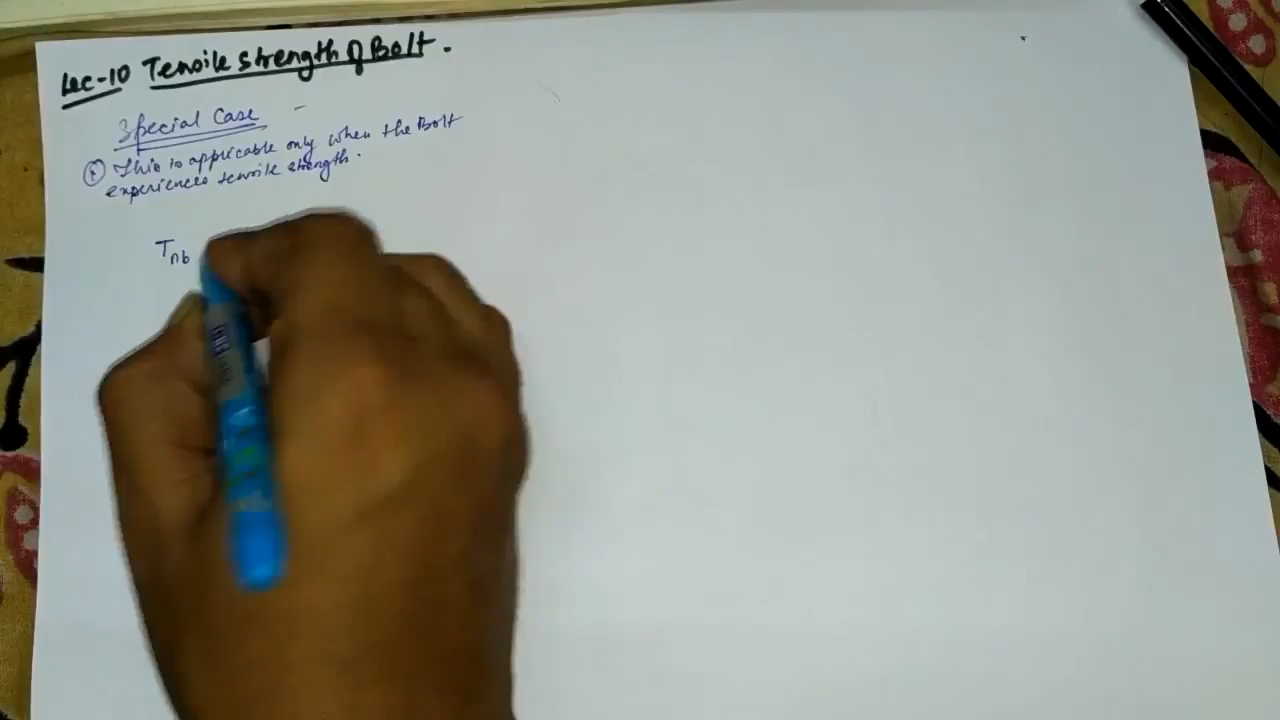 Lec-10 Tensile strength of Bolt.
Special Case -
* This is applicable only when the Bolt
experiences tensile strength.
Tnb